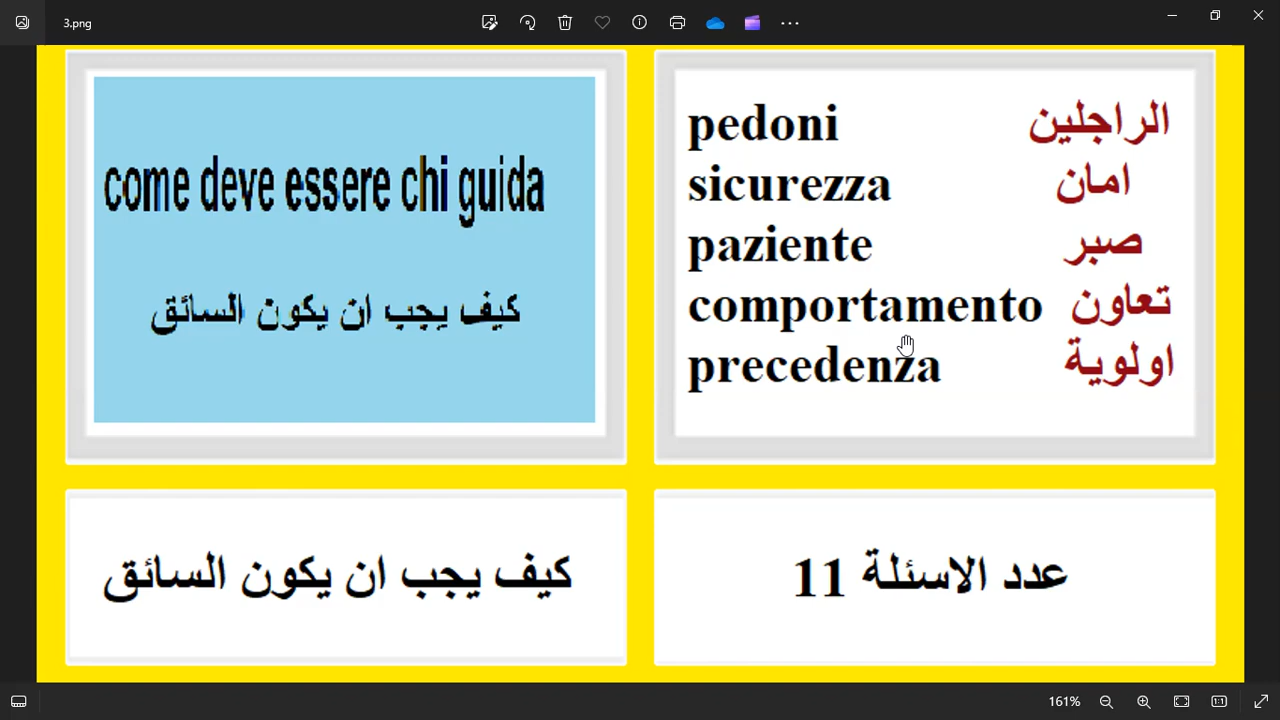 3.png
come deve essere chi guida
كيف يجب ان يكون السائق
pedoni الراجلين
sicurezza امان
paziente صبر
comportamento تعاون
precedenza اولوية
كيف يجب ان يكون السائق
عدد الاسئلة 11
161%